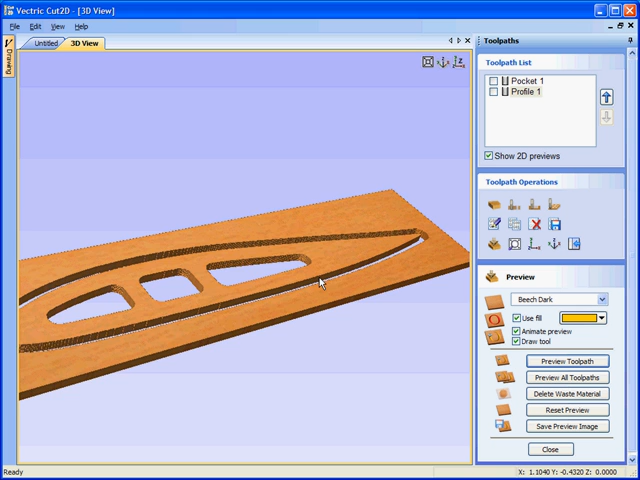 Vectric Cut2D - [3D View]
File Edit View Help
Untitled 3D View
Drawing
Toolpaths
Toolpath List
Pocket 1
Profile 1
Show 2D previews
Toolpath Operations
Preview
Beech Dark
Use fill
Animate preview
Draw tool
Preview Toolpath
Preview All Toolpaths
Delete Waste Material
Reset Preview
Save Preview Image
Close
Ready
X: 1.1040 Y: -0.4320 Z: 0.0000